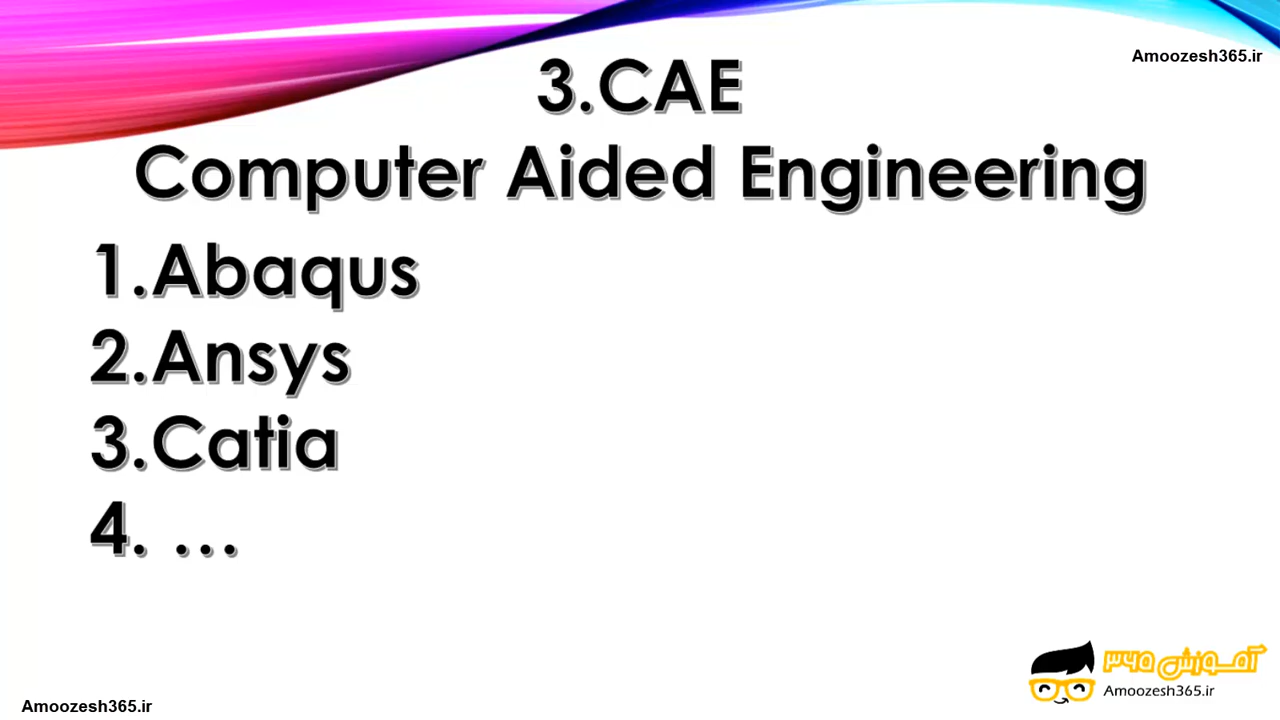 Amoozesh365.ir
3.CAE
Computer Aided Engineering
1.Abaqus
2.Ansys
3.Catia
4. ...
آموزش ۳۶۵
Amoozesh365.ir
Amoozesh365.ir